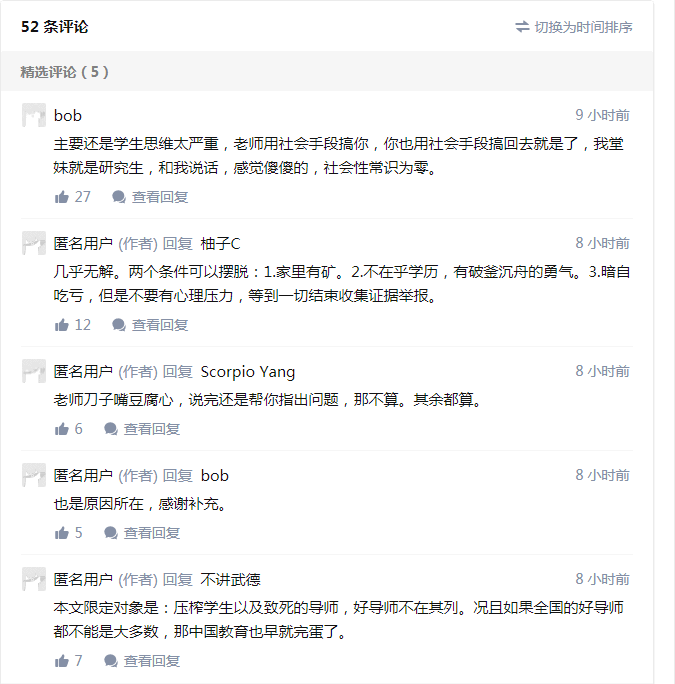 52 条评论
切换为时间排序
精选评论 ( 5 )
bob
9 小时前
主要还是学生思维太严重，老师用社会手段搞你，你也用社会手段搞回去就是了，我堂
妹就是研究生，和我说话，感觉傻傻的，社会性常识为零。
27 查看回复
匿名用户 (作者) 回复 柚子C
8 小时前
几乎无解。两个条件可以摆脱：1.家里有矿。2.不在乎学历，有破釜沉舟的勇气。3.暗自
吃亏，但是不要有心理压力，等到一切结束收集证据举报。
12 查看回复
匿名用户 (作者) 回复 Scorpio Yang
8 小时前
老师刀子嘴豆腐心，说完还是帮你指出问题，那不算。其余都算。
6 查看回复
匿名用户 (作者) 回复 bob
8 小时前
也是原因所在，感谢补充。
5 查看回复
匿名用户 (作者) 回复 不讲武德
8 小时前
本文限定对象是：压榨学生以及致死的导师，好导师不在其列。况且如果全国的好导师
都不能是大多数，那中国教育也早就完蛋了。
7 查看回复